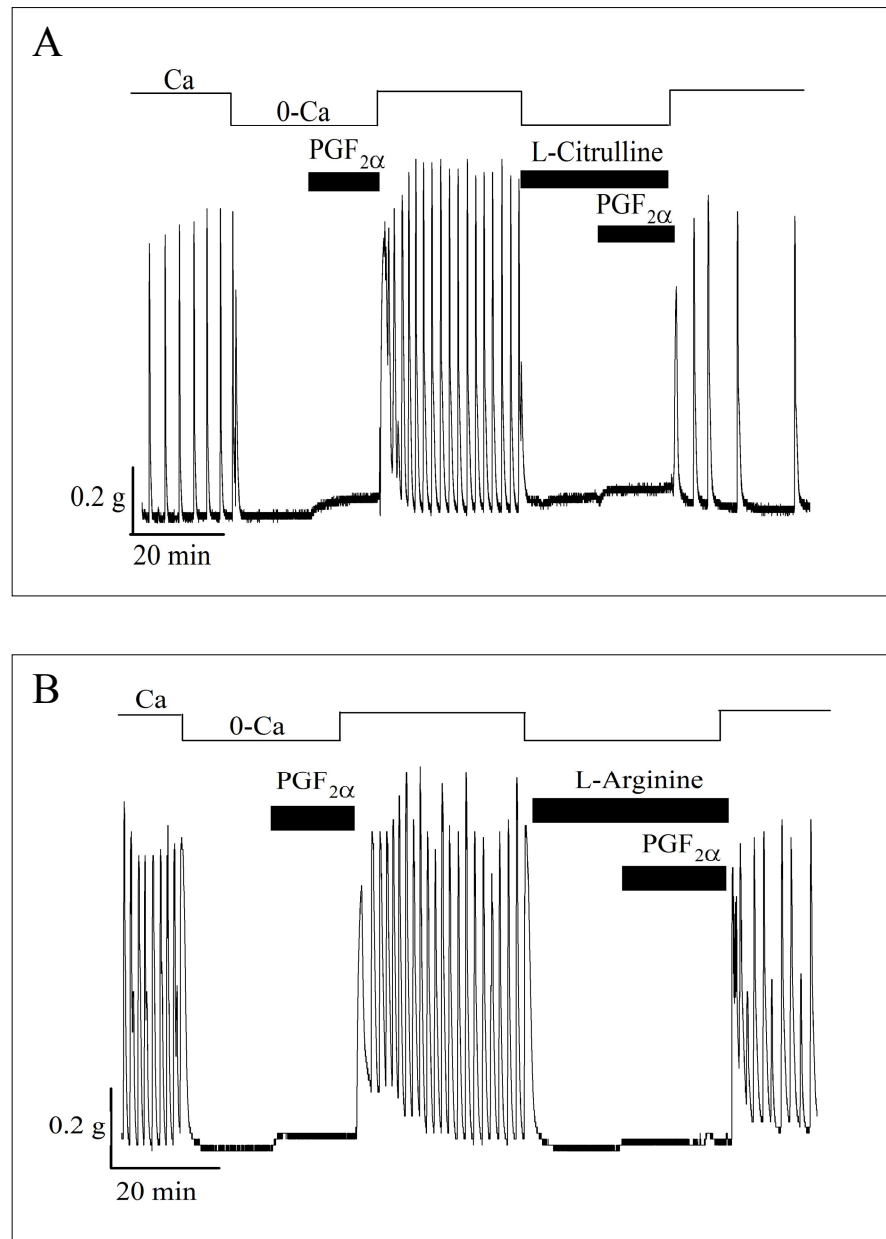 A
Ca
0-Ca
PGF2α
L-Citrulline
PGF2α
0.2 g
20 min
B
Ca
0-Ca
PGF2α
L-Arginine
PGF2α
0.2 g
20 min